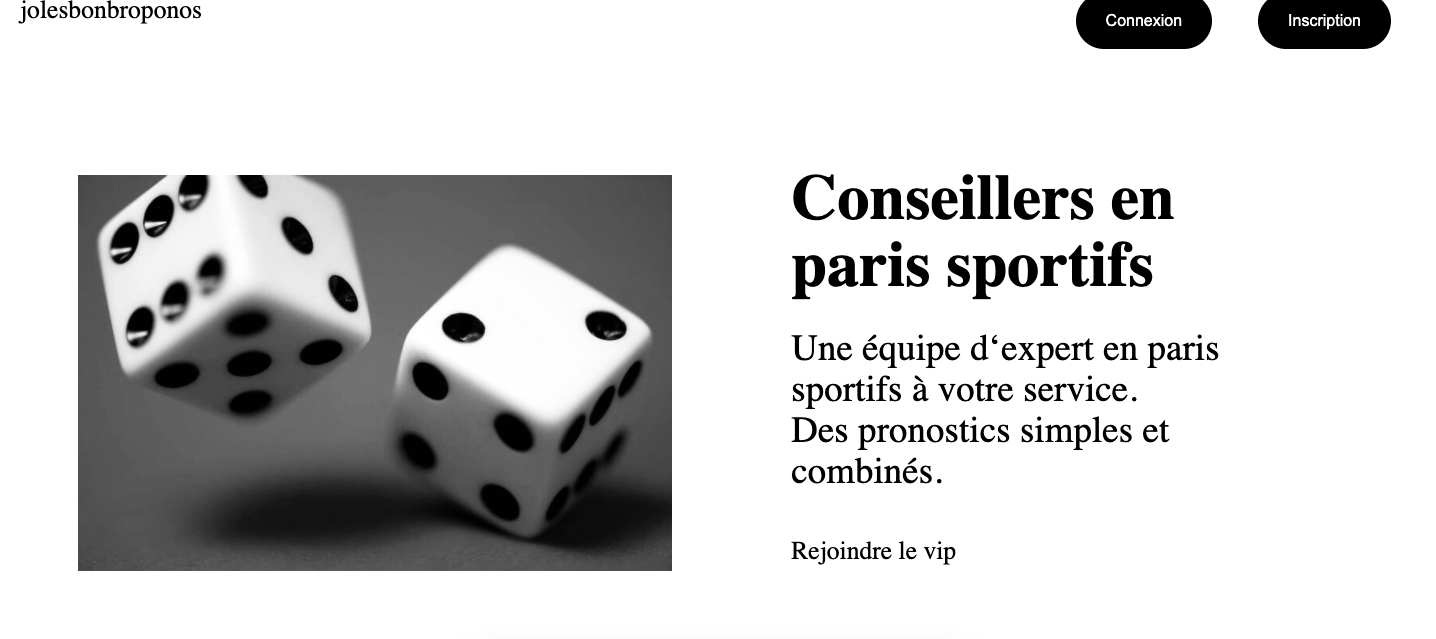 jolesbonbroponos
Connexion
Inscription
Conseillers en
paris sportifs
Une équipe d‘expert en paris
sportifs à votre service.
Des pronostics simples et
combinés.
Rejoindre le vip